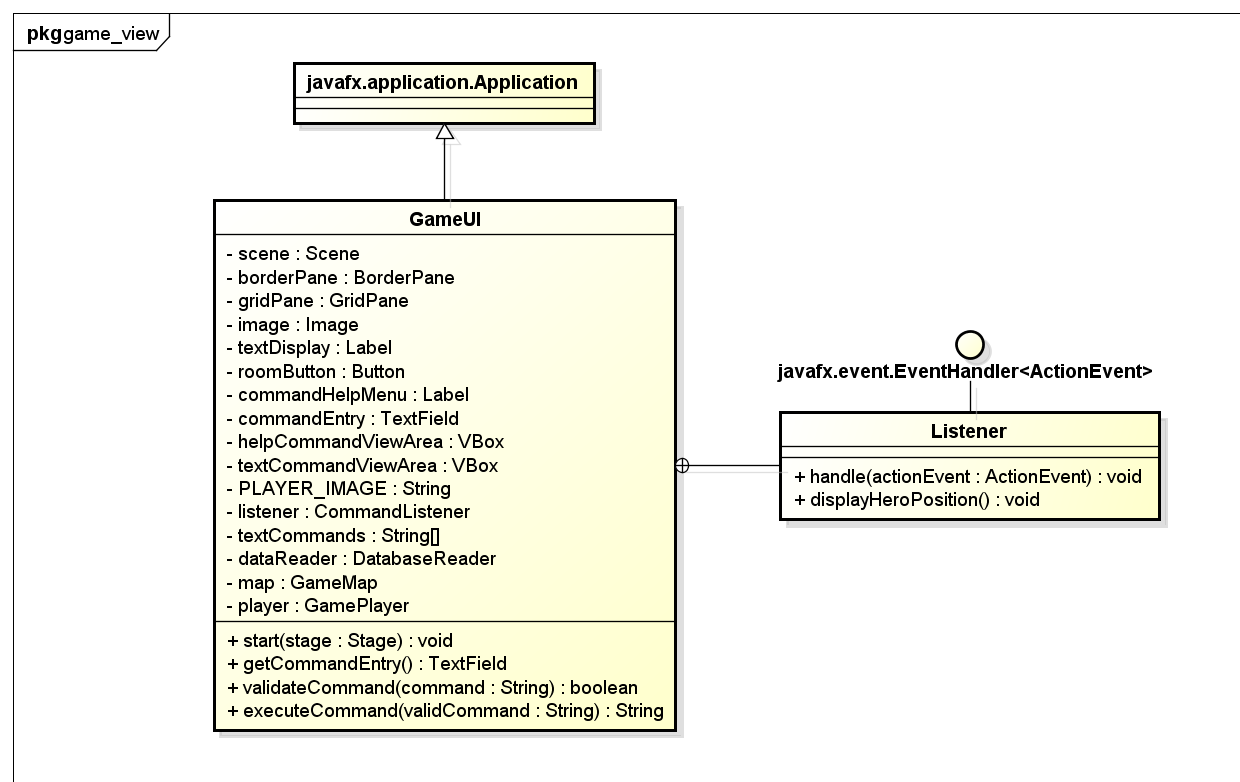 pkg game_view
javafx.application.Application
GameUI
- scene : Scene
- borderPane : BorderPane
- gridPane : GridPane
- image : Image
- textDisplay : Label
- roomButton : Button
- commandHelpMenu : Label
- commandEntry : TextField
- helpCommandViewArea : VBox
- textCommandViewArea : VBox
- PLAYER_IMAGE : String
- listener : CommandListener
- textCommands : String[]
- dataReader : DatabaseReader
- map : GameMap
- player : GamePlayer
+ start(stage : Stage) : void
+ getCommandEntry() : TextField
+ validateCommand(command : String) : boolean
+ executeCommand(validCommand : String) : String
javafx.event.EventHandler<ActionEvent>
Listener
+ handle(actionEvent : ActionEvent) : void
+ displayHeroPosition() : void